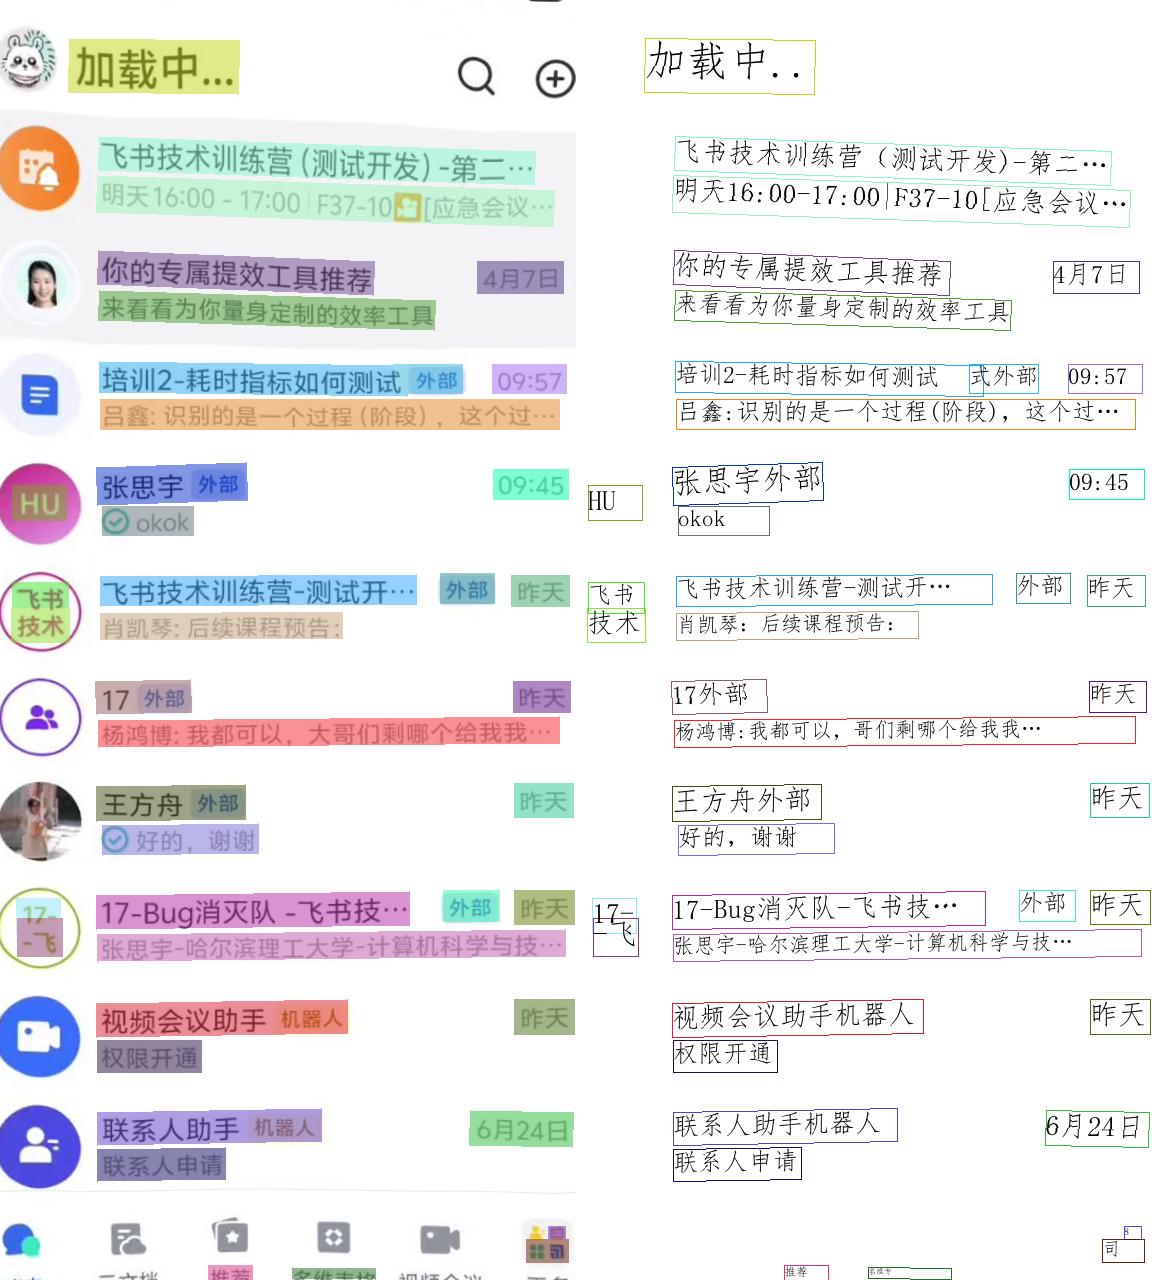 加载中...
加载中..
飞书技术训练营(测试开发)-第二…
飞书技术训练营(测试开发)-第二…
明天16:00 - 17:00 | F37-10[应急会议…
明天16:00-17:00|F37-10[应急会议…
你的专属提效工具推荐 4月7日
你的专属提效工具推荐 4月7日
来看看为你量身定制的效率工具
来看看为你量身定制的效率工具
培训2-耗时指标如何测试 外部 09:57
培训2-耗时指标如何测试 式外部 09:57
吕鑫: 识别的是一个过程 (阶段) ，这个过…
吕鑫:识别的是一个过程(阶段)，这个过…
HU 张思宇 外部 09:45
HU 张思宇外部 09:45
okok
okok
飞书技术训练营-测试开… 外部 昨天
飞书技术训练营-测试开… 外部 昨天
飞书
技术
飞书
技术
肖凯琴: 后续课程预告:
肖凯琴: 后续课程预告:
17 外部 昨天
17外部 昨天
杨鸿博: 我都可以，大哥们剩哪个给我我…
杨鸿博:我都可以，哥们剩哪个给我我…
王方舟 外部 昨天
王方舟外部 昨天
好的，谢谢
好的，谢谢
17-Bug消灭队 -飞书技… 外部 昨天
17-Bug消灭队-飞书技… 外部 昨天
17-
-飞
17-
-飞
张思宇-哈尔滨理工大学-计算机科学与技…
张思宇-哈尔滨理工大学-计算机科学与技…
视频会议助手 机器人 昨天
视频会议助手机器人 昨天
权限开通
权限开通
联系人助手 机器人 6月24日
联系人助手机器人 6月24日
联系人申请
联系人申请
8
司
推荐 多维表格
推荐